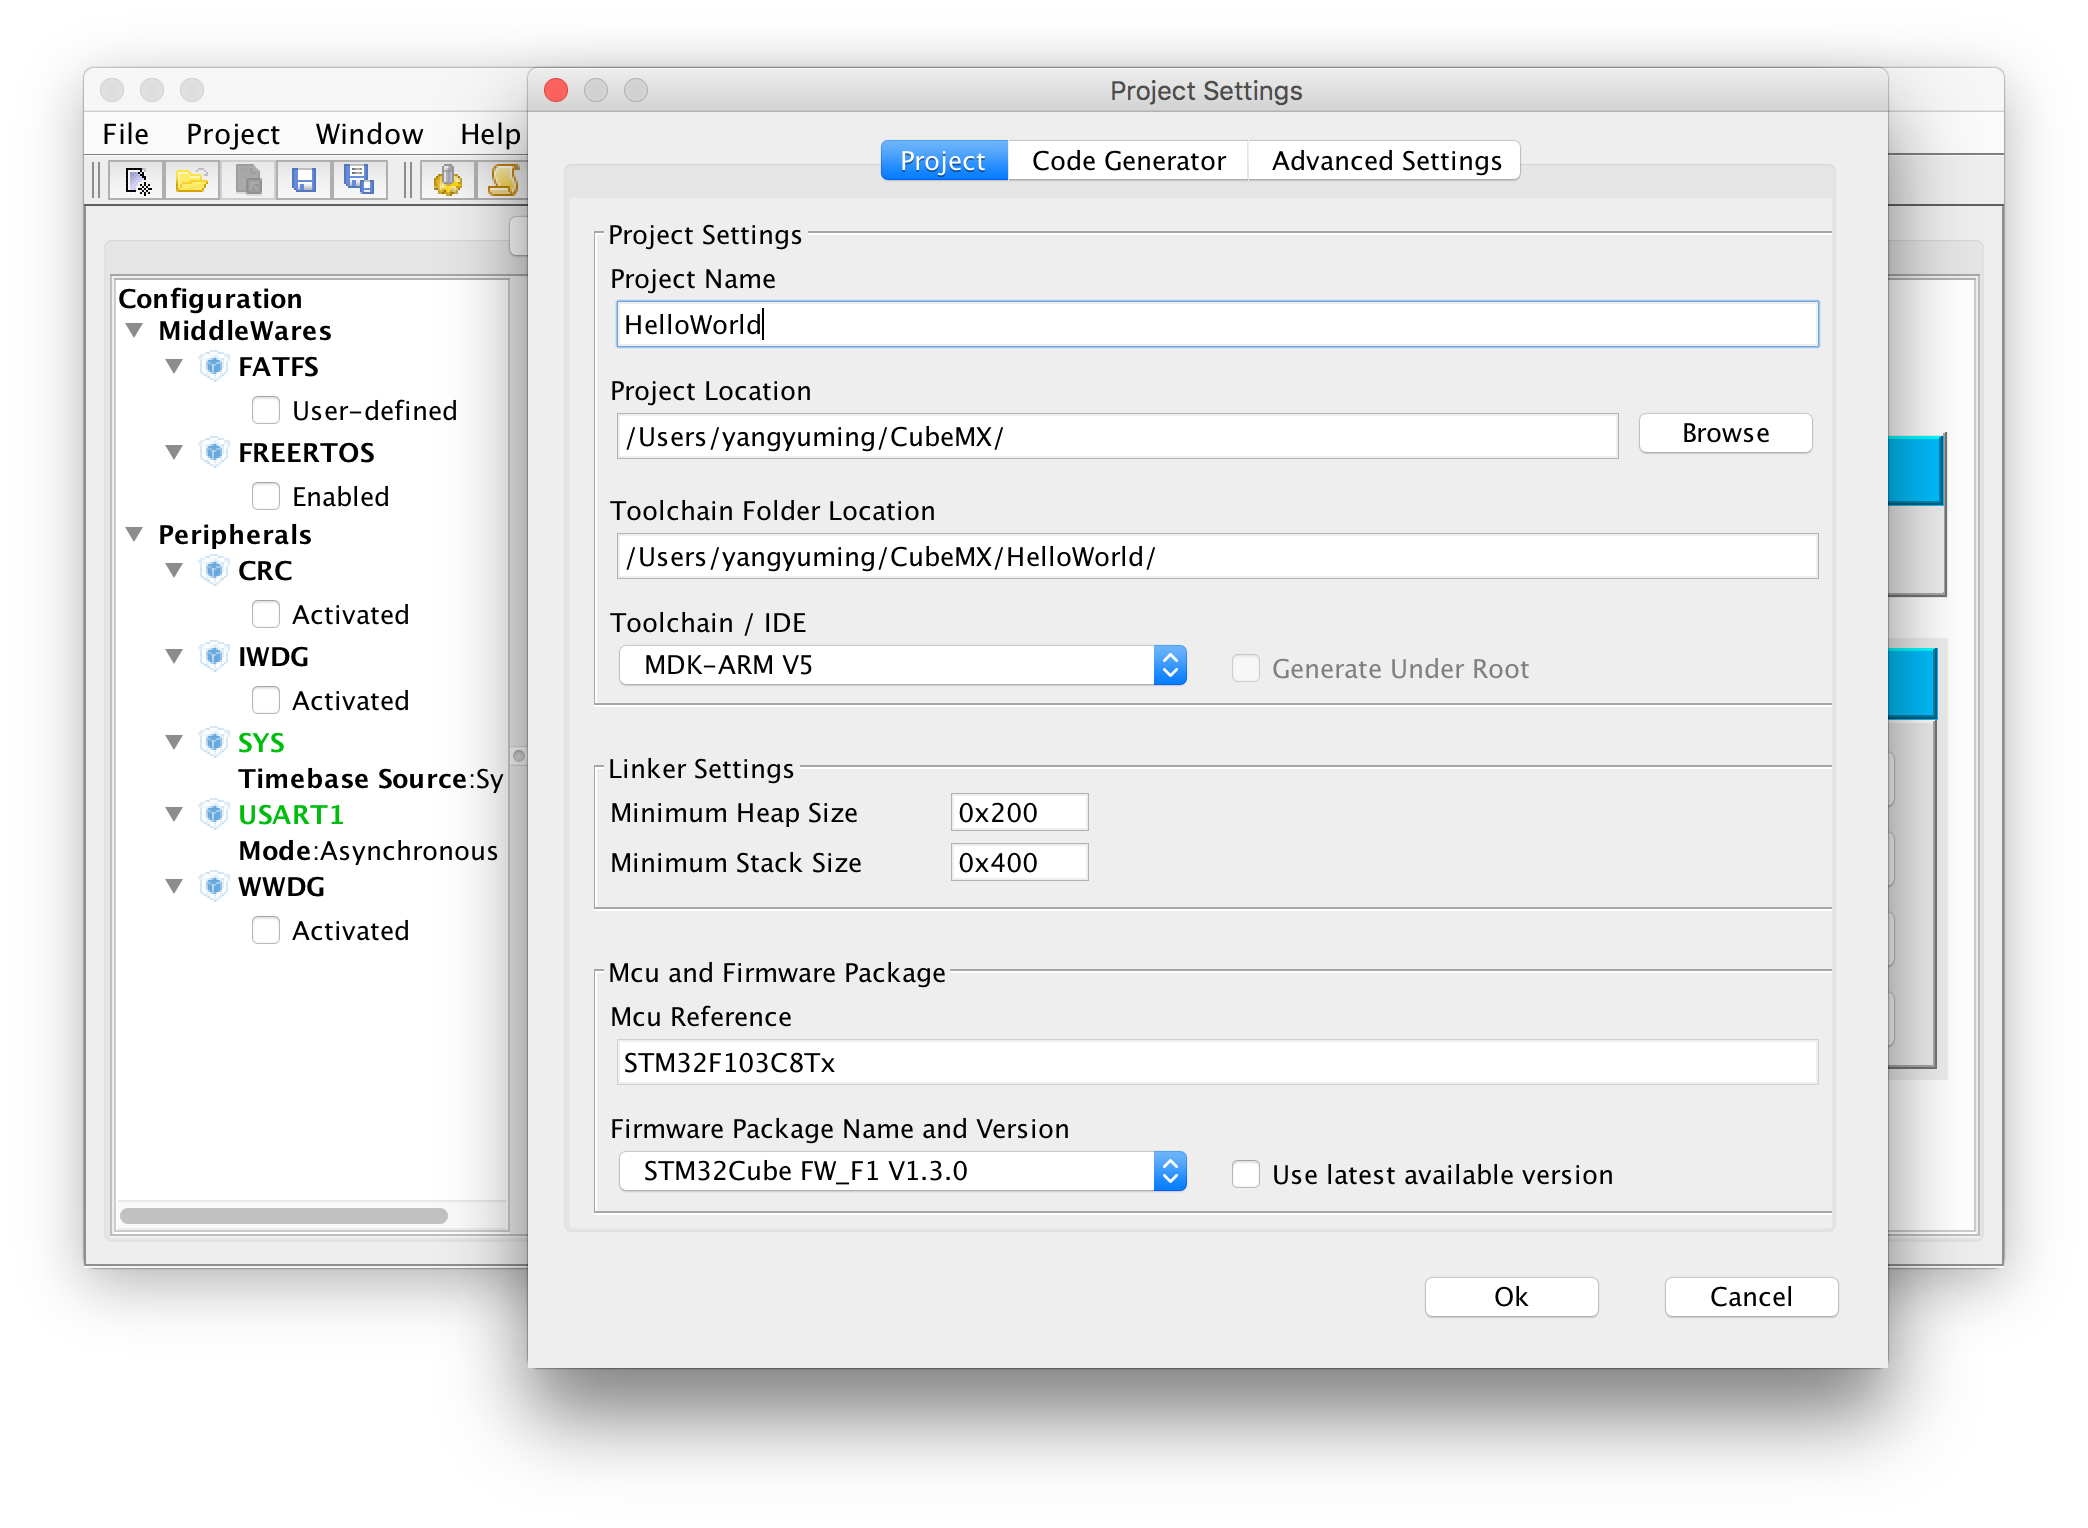 Project Settings
File Project Window Help
Project Code Generator Advanced Settings
Configuration
MiddleWares
FATFS
User-defined
FREERTOS
Enabled
Peripherals
CRC
Activated
IWDG
Activated
SYS
Timebase Source:Sy
USART1
Mode:Asynchronous
WWDG
Activated
Project Settings
Project Name
HelloWorld
Project Location
/Users/yangyuming/CubeMX/
Browse
Toolchain Folder Location
/Users/yangyuming/CubeMX/HelloWorld/
Toolchain / IDE
MDK-ARM V5
Generate Under Root
Linker Settings
Minimum Heap Size 0x200
Minimum Stack Size 0x400
Mcu and Firmware Package
Mcu Reference
STM32F103C8Tx
Firmware Package Name and Version
STM32Cube FW_F1 V1.3.0
Use latest available version
Ok Cancel